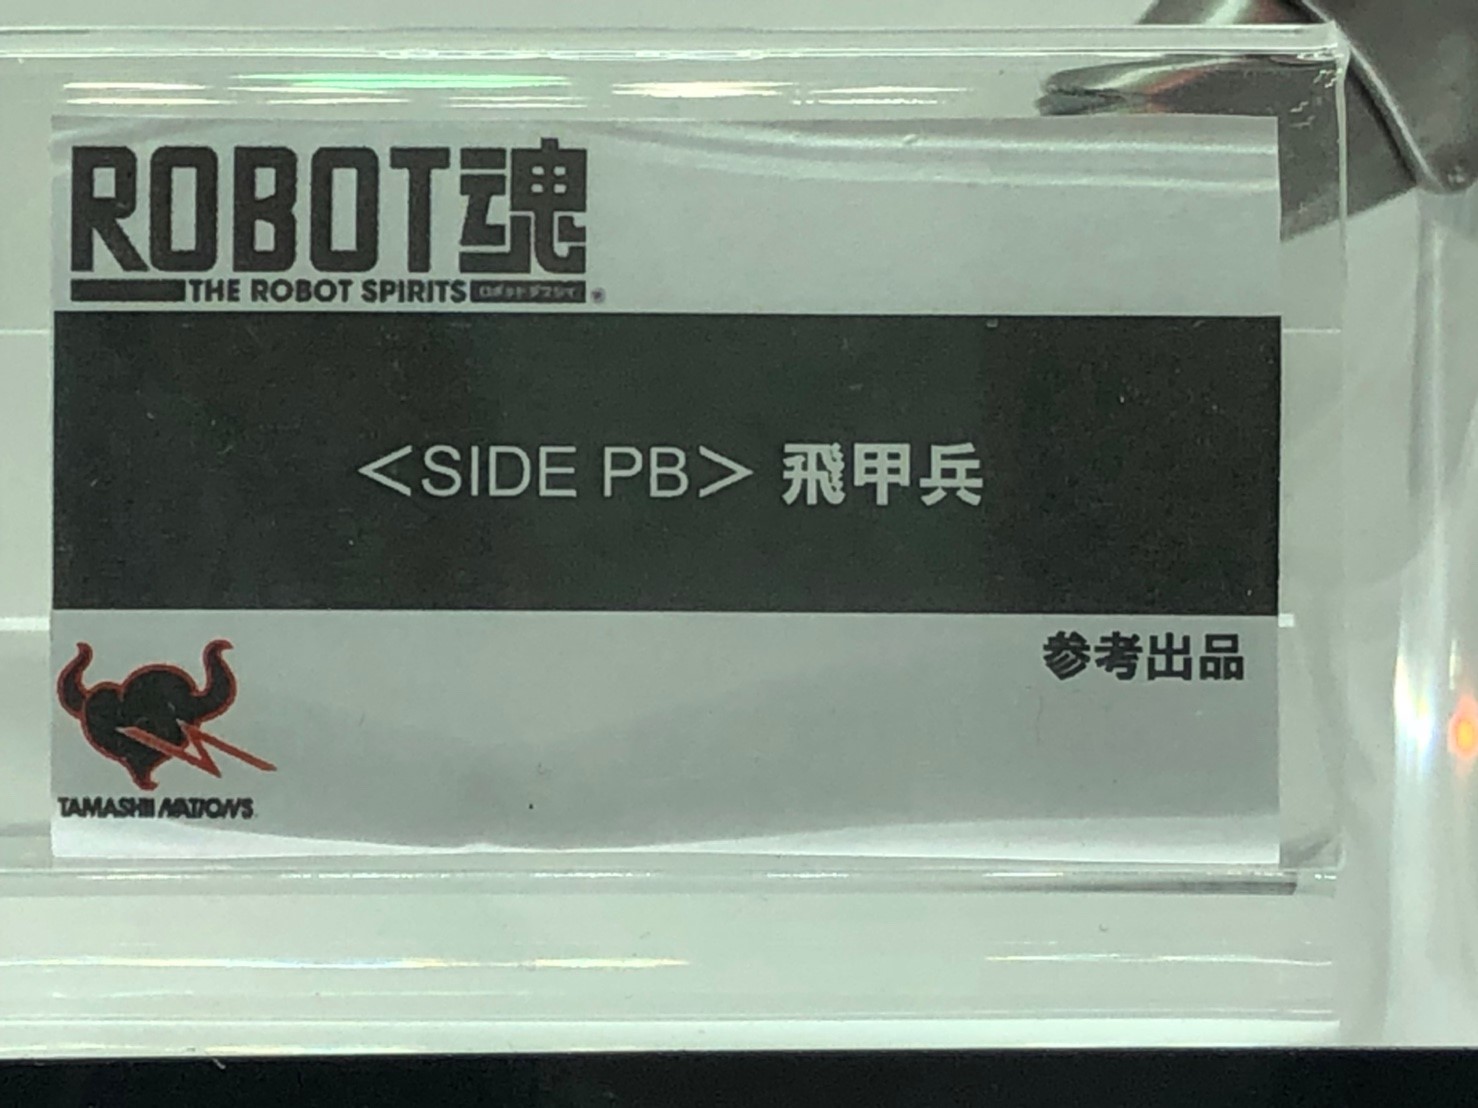 ROBOT魂
THE ROBOT SPIRITS ロボットダマシイ
<SIDE PB> 飛甲兵
参考出品
TAMASHII NATIONS